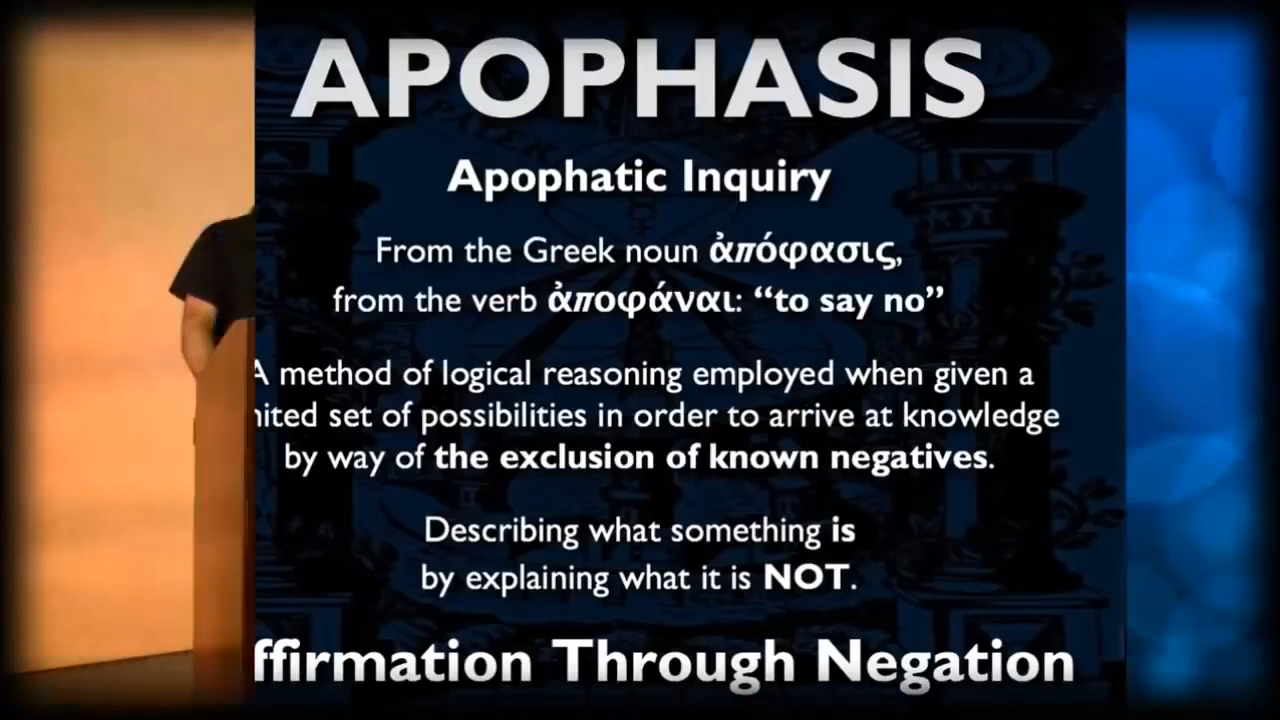 APOPHASIS
Apophatic Inquiry
From the Greek noun ἀπόφασις,
from the verb ἀποφάναι: “to say no”
A method of logical reasoning employed when given a
nited set of possibilities in order to arrive at knowledge
by way of the exclusion of known negatives.
Describing what something is
by explaining what it is NOT.
ffirmation Through Negation